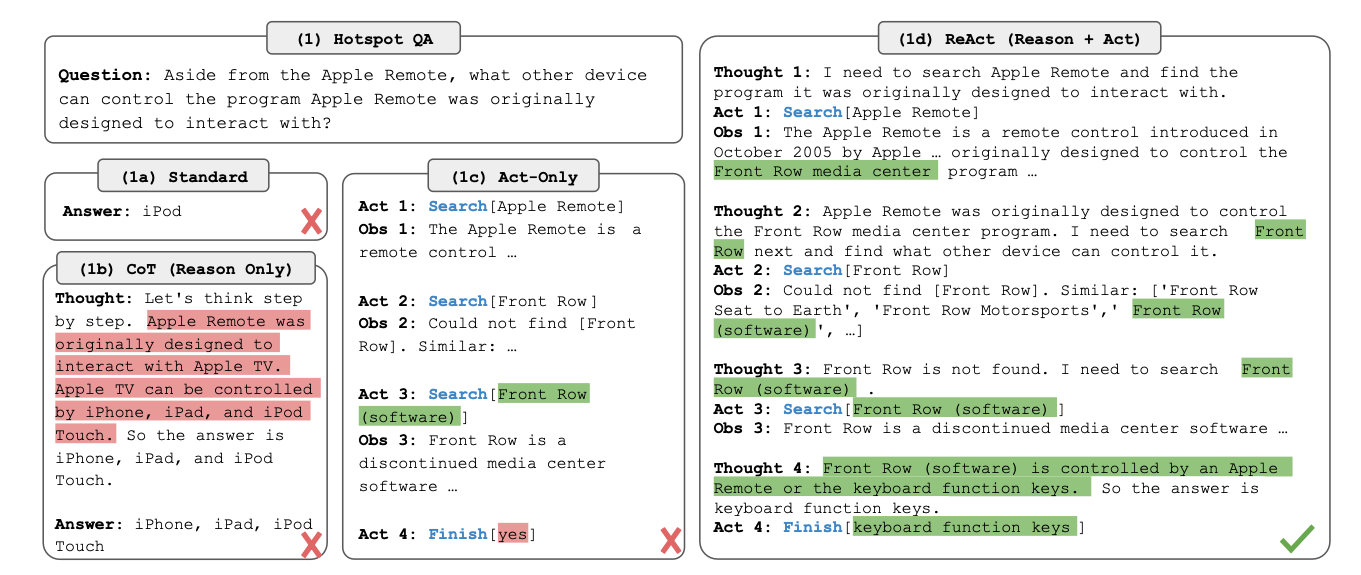 (1) Hotspot QA
Question: Aside from the Apple Remote, what other device
can control the program Apple Remote was originally
designed to interact with?
(1a) Standard
Answer: iPod
(1b) CoT (Reason Only)
Thought: Let's think step
by step. Apple Remote was
originally designed to
interact with Apple TV.
Apple TV can be controlled
by iPhone, iPad, and iPod
Touch. So the answer is
iPhone, iPad, and iPod
Touch.
Answer: iPhone, iPad, iPod
Touch
(1c) Act-Only
Act 1: Search[Apple Remote]
Obs 1: The Apple Remote is a
remote control …
Act 2: Search[Front Row]
Obs 2: Could not find [Front
Row]. Similar: …
Act 3: Search[Front Row
(software)]
Obs 3: Front Row is a
discontinued media center
software …
Act 4: Finish[yes]
(1d) ReAct (Reason + Act)
Thought 1: I need to search Apple Remote and find the
program it was originally designed to interact with.
Act 1: Search[Apple Remote]
Obs 1: The Apple Remote is a remote control introduced in
October 2005 by Apple … originally designed to control the
Front Row media center program …
Thought 2: Apple Remote was originally designed to control
the Front Row media center program. I need to search Front
Row next and find what other device can control it.
Act 2: Search[Front Row]
Obs 2: Could not find [Front Row]. Similar: ['Front Row
Seat to Earth', 'Front Row Motorsports',' Front Row
(software)', …]
Thought 3: Front Row is not found. I need to search Front
Row (software) .
Act 3: Search[Front Row (software)]
Obs 3: Front Row is a discontinued media center software …
Thought 4: Front Row (software) is controlled by an Apple
Remote or the keyboard function keys. So the answer is
keyboard function keys.
Act 4: Finish[keyboard function keys]